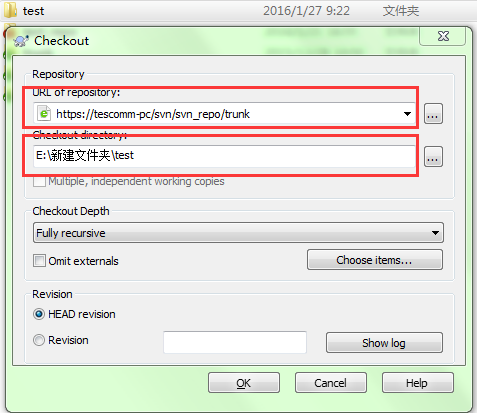 test 2016/1/27 9:22 文件夹
Checkout
Repository
URL of repository:
https://tescomm-pc/svn/svn_repo/trunk
...
Checkout directory:
E:\新建文件夹\test
...
Multiple, independent working copies
Checkout Depth
Fully recursive
Omit externals
Choose items...
Revision
HEAD revision
Revision
Show log
OK
Cancel
Help